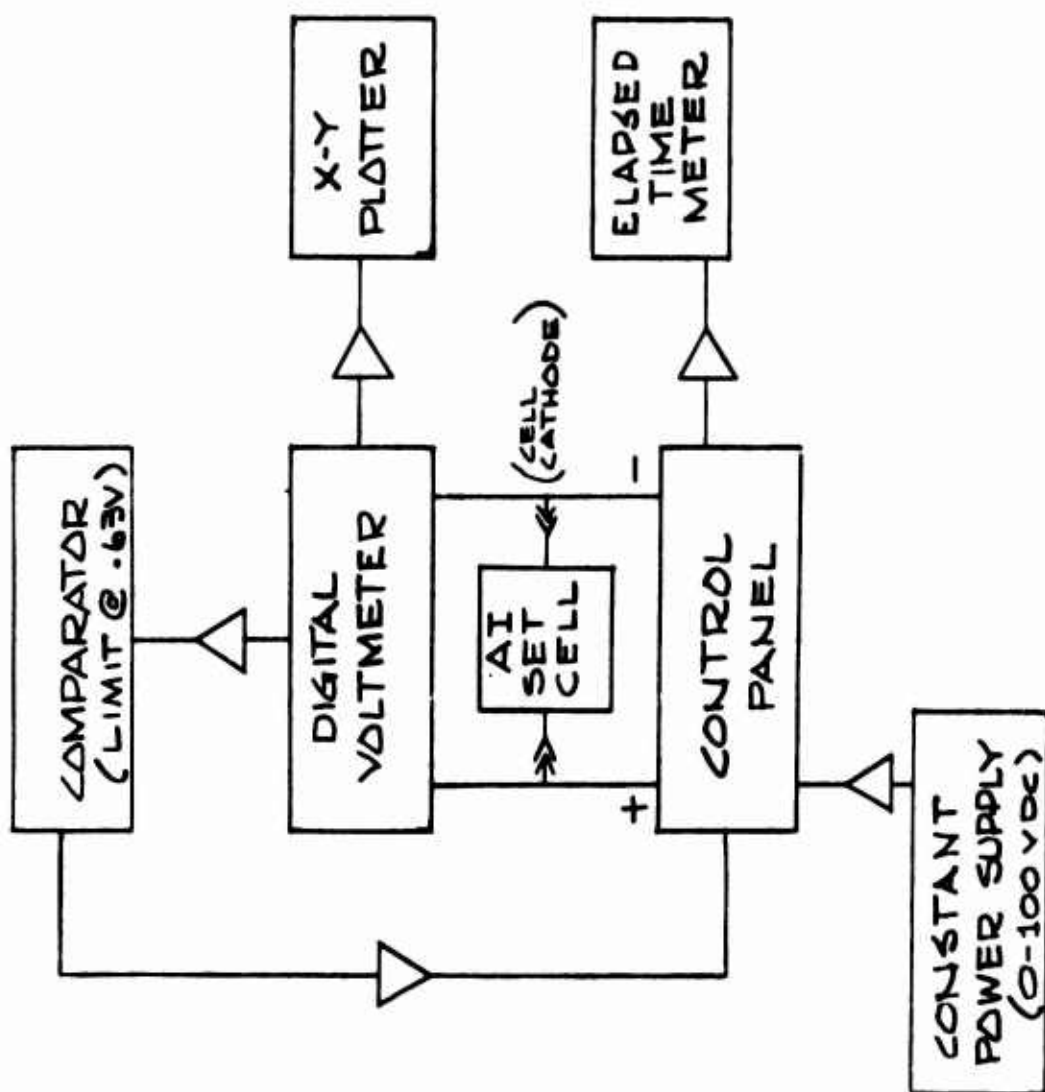 COMPARATOR
(LIMIT @ .63V)
DIGITAL
VOLTMETER
X-Y
PLOTTER
AI
SET
CELL
(CELL
CATHODE)
+
-
CONTROL
PANEL
ELAPSED
TIME
METER
CONSTANT
POWER SUPPLY
(0-100 VDC)